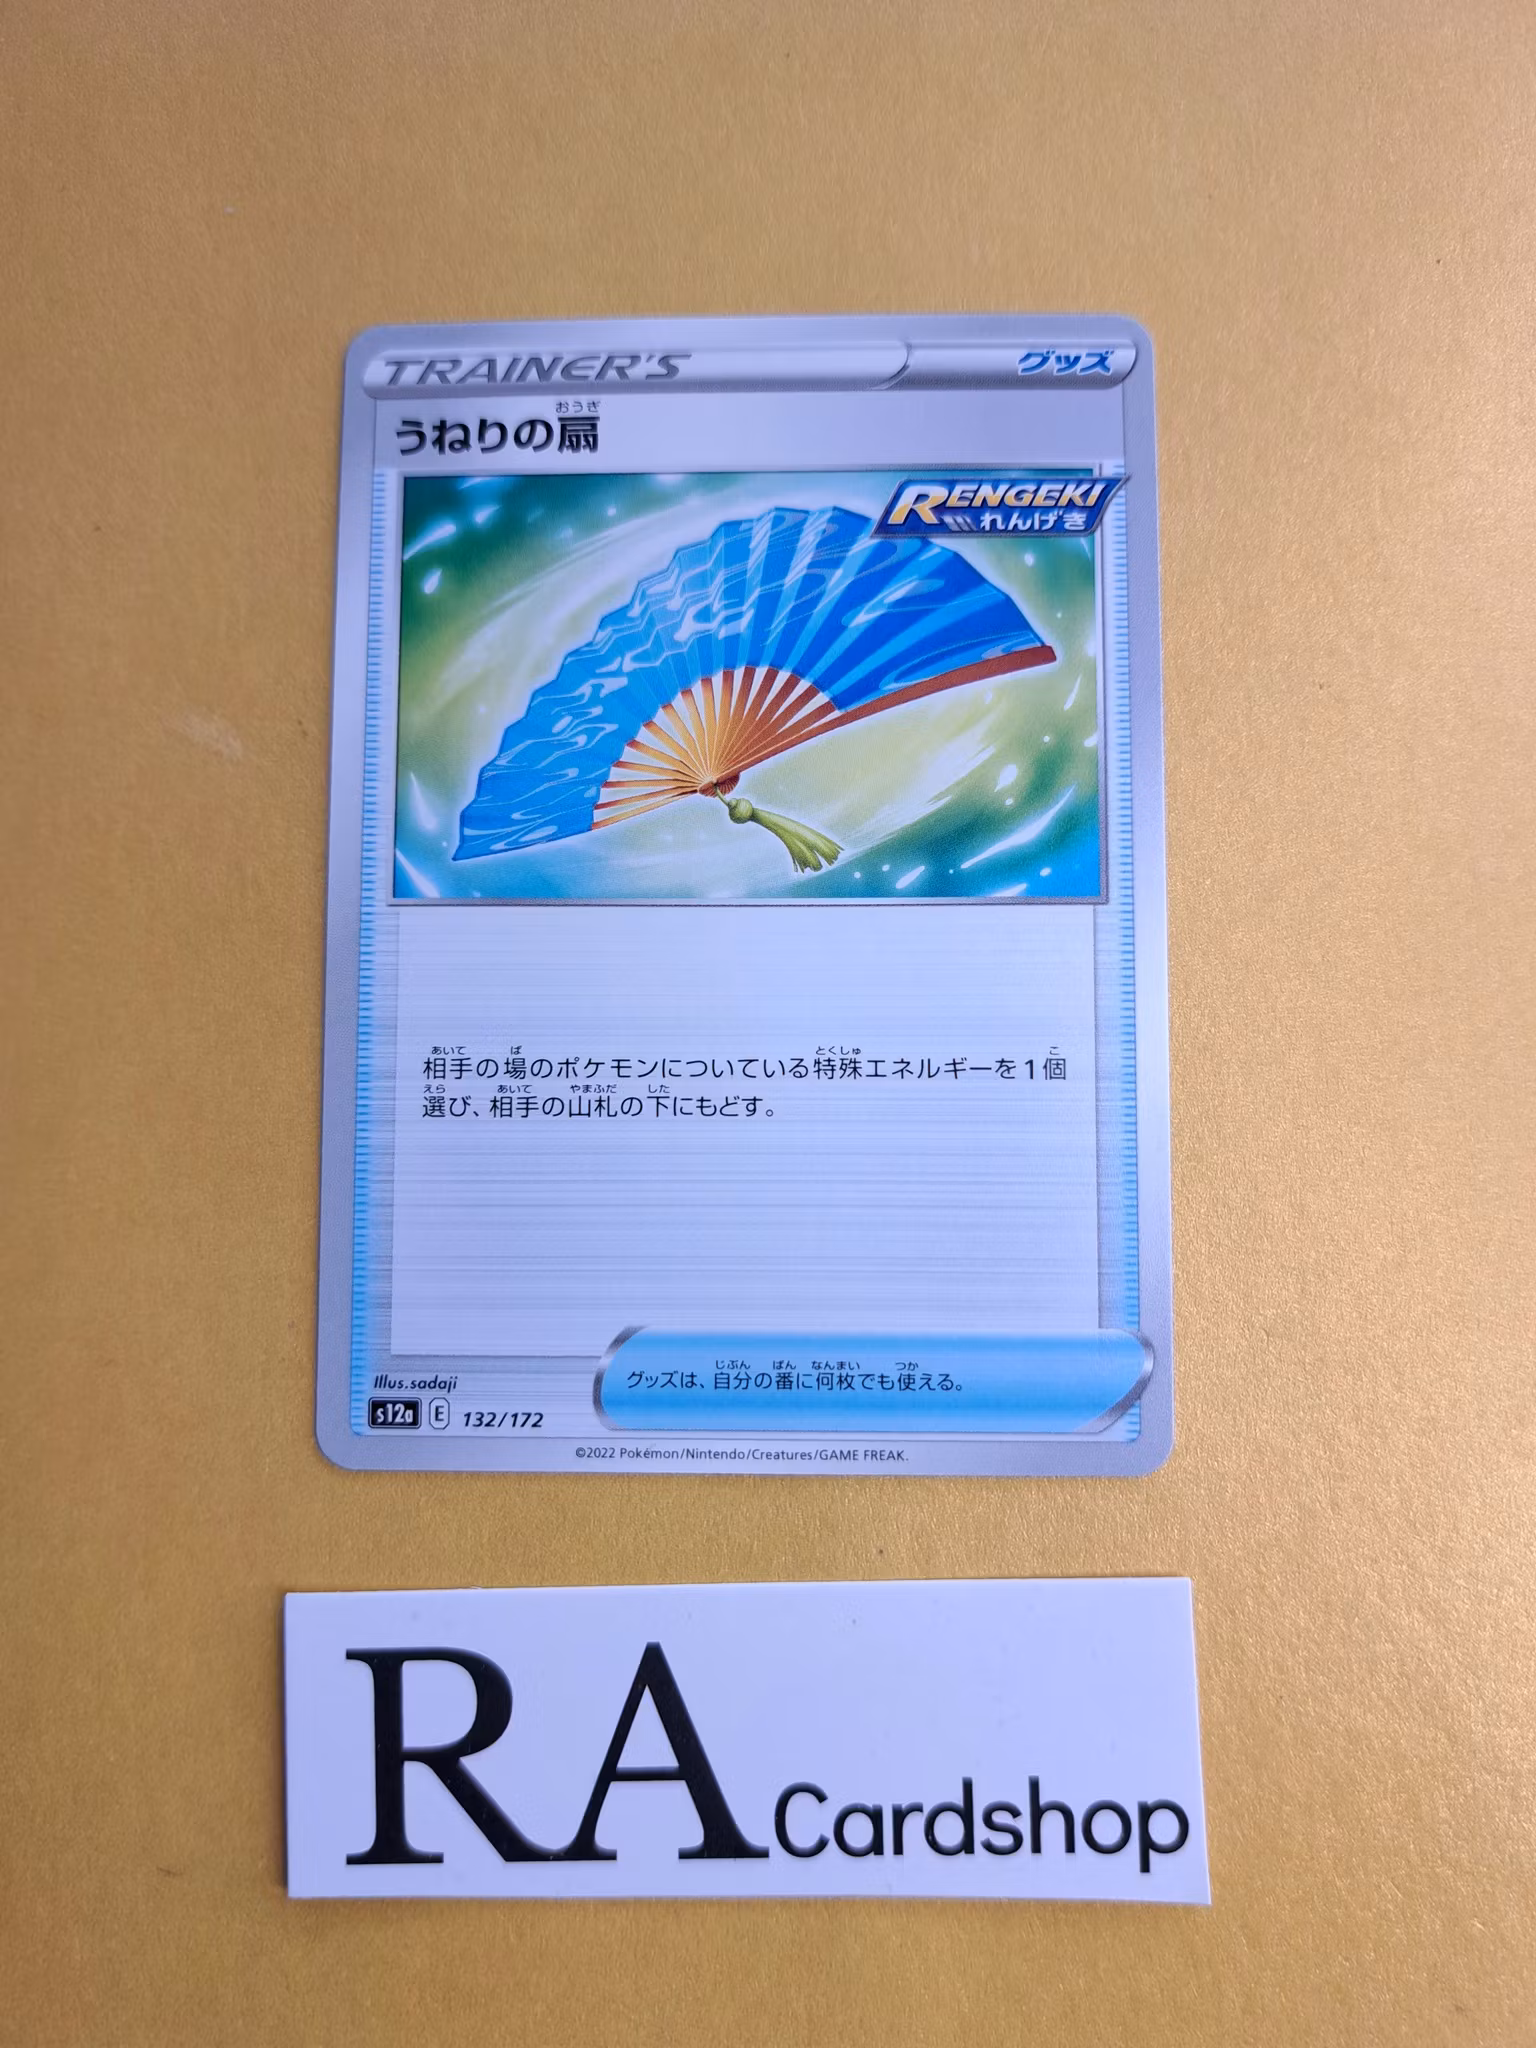 TRAINER'S グッズ
おうぎ
うねりの扇
RENGEKI
れんげき
あいて ば とくしゅ こ
相手の場のポケモンについている特殊エネルギーを1個
えら あいて やまふだ した
選び、相手の山札の下にもどす。
じぶん ばん なんまい つか
グッズは、自分の番に何枚でも使える。
Illus.sadaji
s12a E 132/172
©2022 Pokémon/Nintendo/Creatures/GAME FREAK.
RA Cardshop